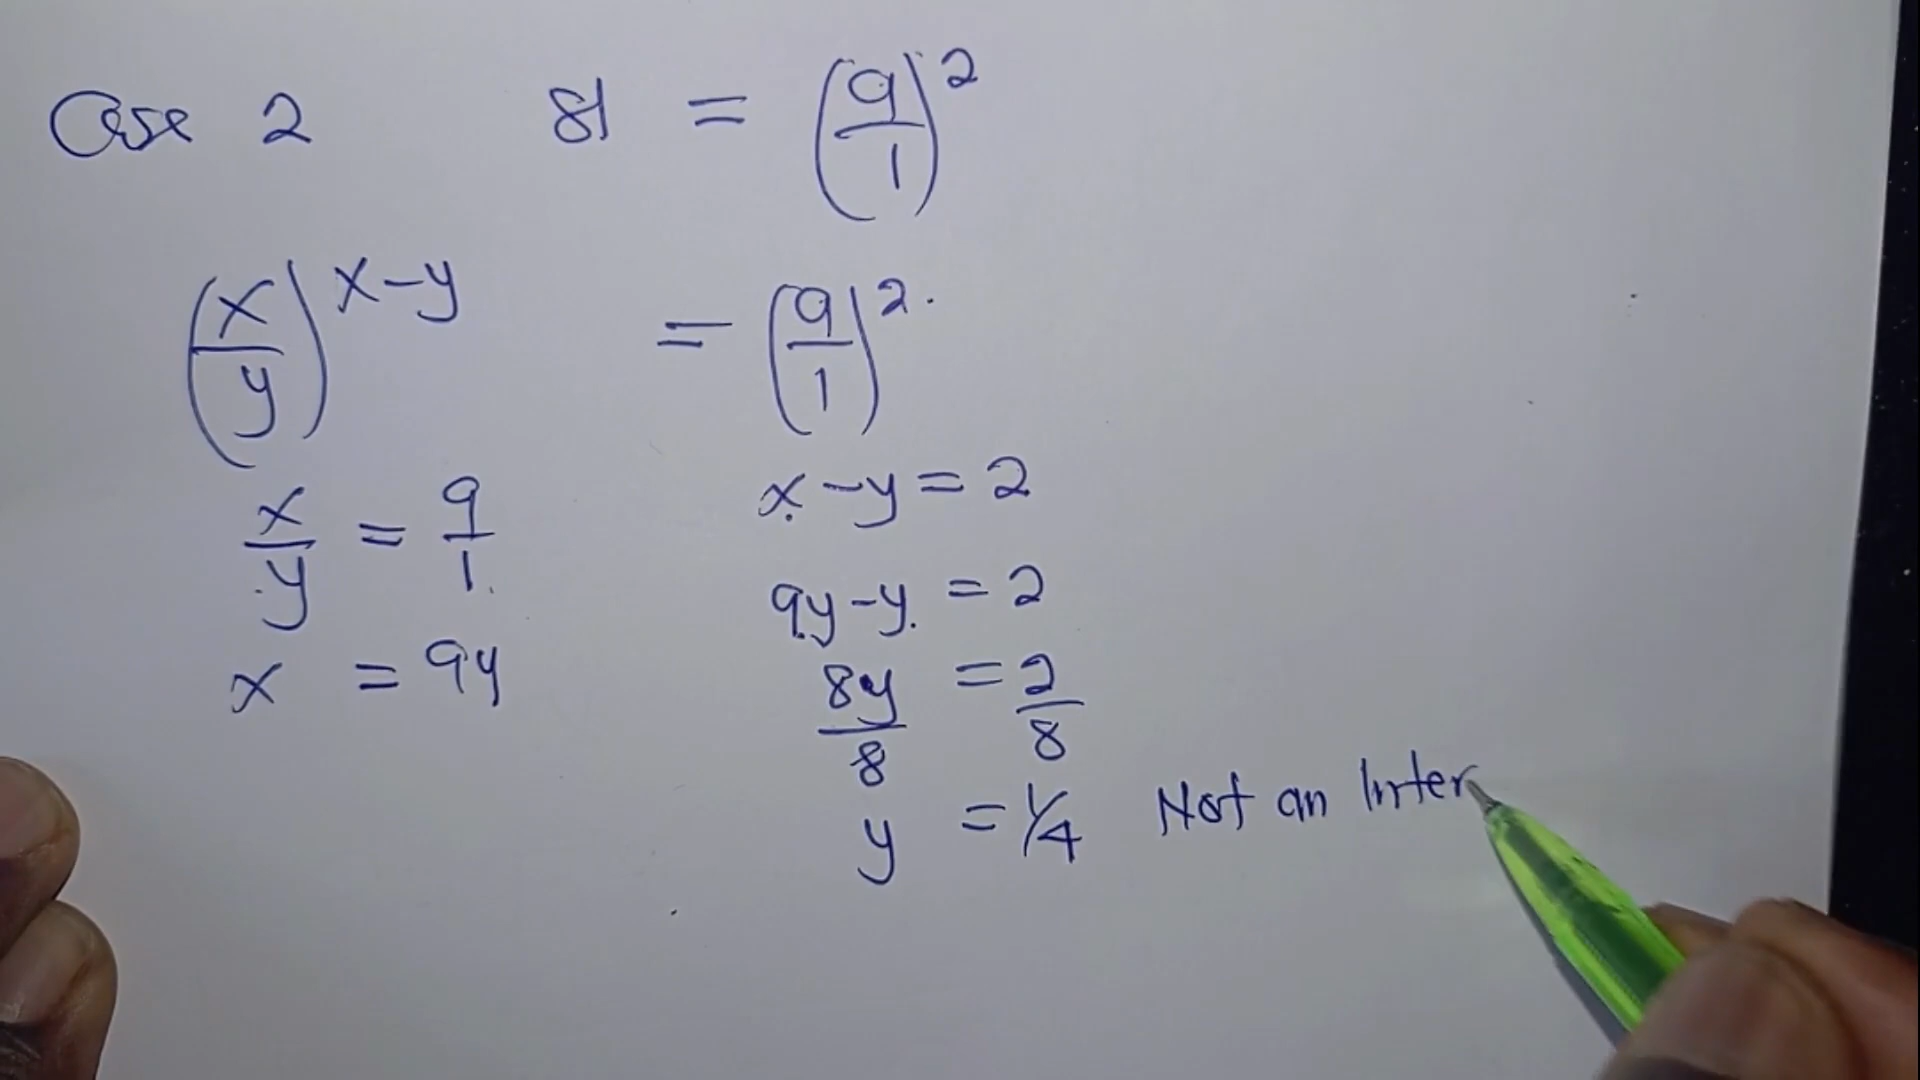 Case 2 81 = (9/1)^2
(x/y)^x-y = (9/1)^2.
x/y = 9/1 x-y = 2
x = 9y 9y-y = 2
8y/8 = 2/8
y = 1/4 Not an Inter